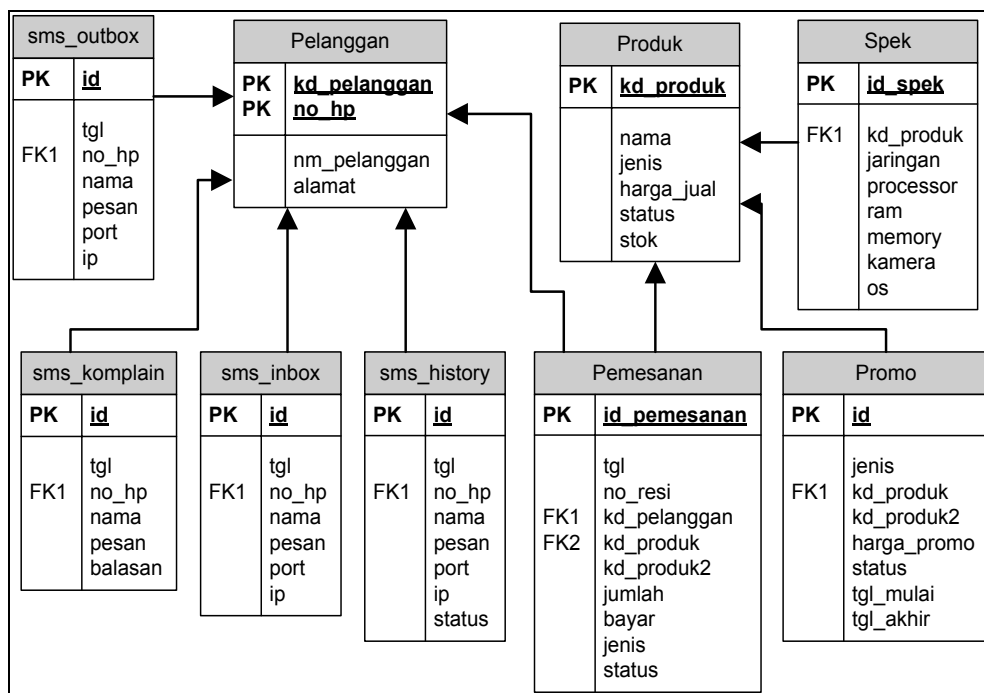 sms_outbox
PK id
tgl
FK1 no_hp
nama
pesan
port
ip
Pelanggan
PK kd_pelanggan
PK no_hp
nm_pelanggan
alamat
Produk
PK kd_produk
nama
jenis
harga_jual
status
stok
Spek
PK id_spek
FK1 kd_produk
jaringan
processor
ram
memory
kamera
os
sms_komplain
PK id
tgl
FK1 no_hp
nama
pesan
balasan
sms_inbox
PK id
tgl
FK1 no_hp
nama
pesan
port
ip
sms_history
PK id
tgl
FK1 no_hp
nama
pesan
port
ip
status
Pemesanan
PK id_pemesanan
tgl
no_resi
FK1 kd_pelanggan
FK2 kd_produk
kd_produk2
jumlah
bayar
jenis
status
Promo
PK id
jenis
FK1 kd_produk
kd_produk2
harga_promo
status
tgl_mulai
tgl_akhir